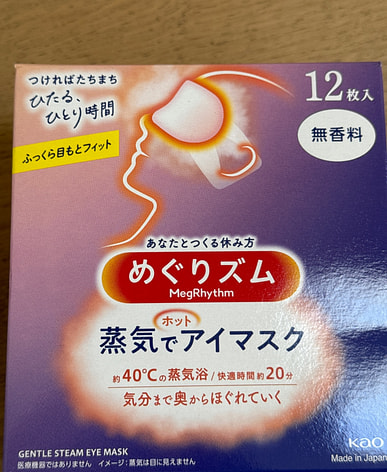 つければたちまち
ひたる、
ひとり時間
12枚入
無香料
ふっくら目もとフィット
あなたとつくる休み方
めぐりズム
MegRhythm
ホット
蒸気でアイマスク
約40℃の蒸気浴/快適時間約20分
気分まで奥からほぐれていく
Kao
GENTLE STEAM EYE MASK
Made in Japan
医療機器ではありません イメージ:蒸気は目に見えません